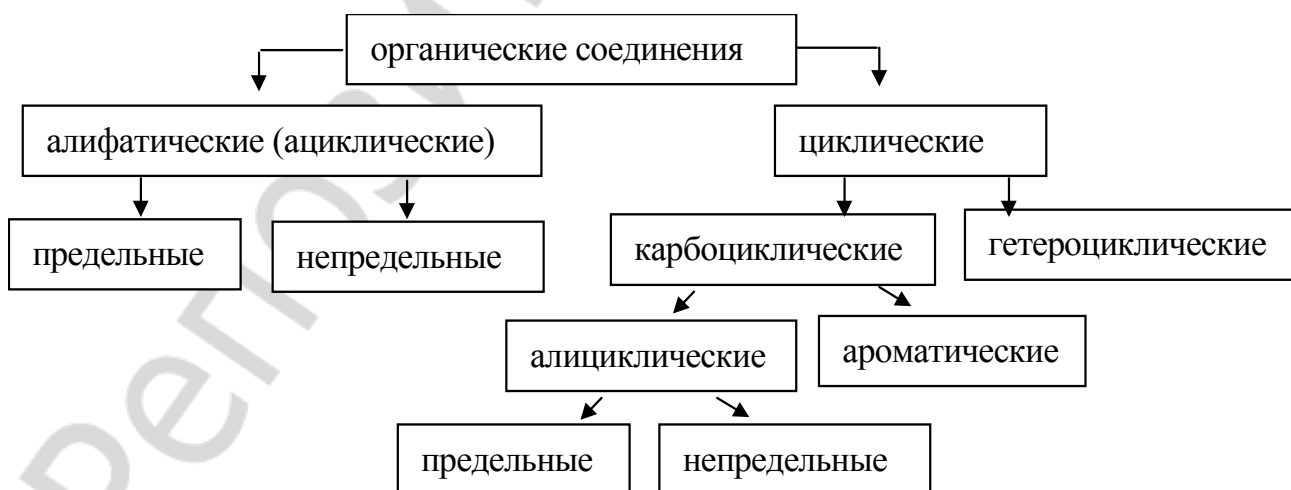 органические соединения
алифатические (ациклические)
циклические
предельные
непредельные
карбоциклические
гетероциклические
алициклические
ароматические
предельные
непредельные